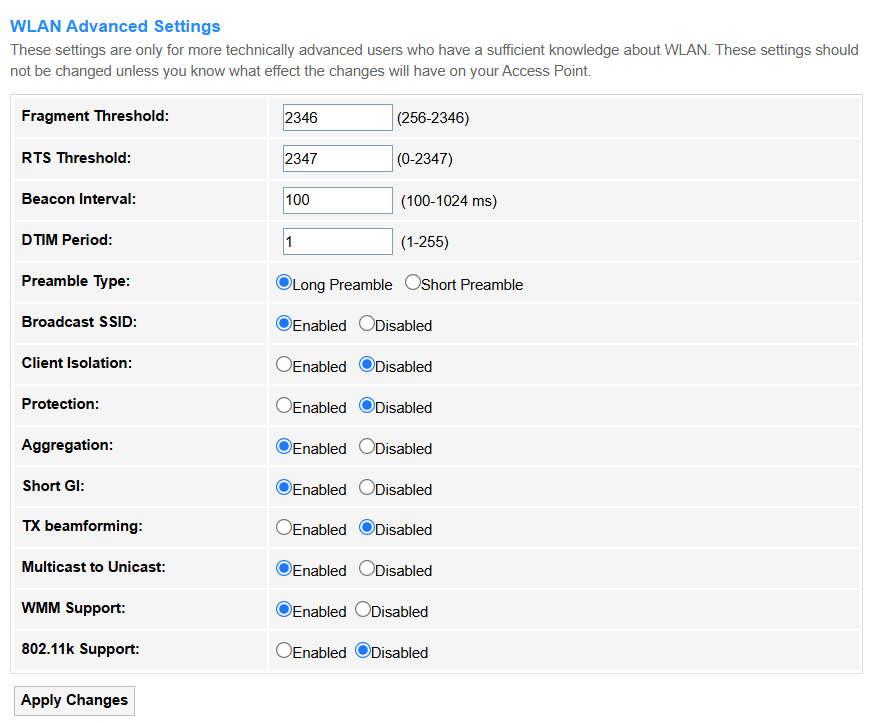 WLAN Advanced Settings
These settings are only for more technically advanced users who have a sufficient knowledge about WLAN. These settings should
not be changed unless you know what effect the changes will have on your Access Point.
Fragment Threshold: 2346 (256-2346)
RTS Threshold: 2347 (0-2347)
Beacon Interval: 100 (100-1024 ms)
DTIM Period: 1 (1-255)
Preamble Type: Long Preamble Short Preamble
Broadcast SSID: Enabled Disabled
Client Isolation: Enabled Disabled
Protection: Enabled Disabled
Aggregation: Enabled Disabled
Short GI: Enabled Disabled
TX beamforming: Enabled Disabled
Multicast to Unicast: Enabled Disabled
WMM Support: Enabled Disabled
802.11k Support: Enabled Disabled
Apply Changes